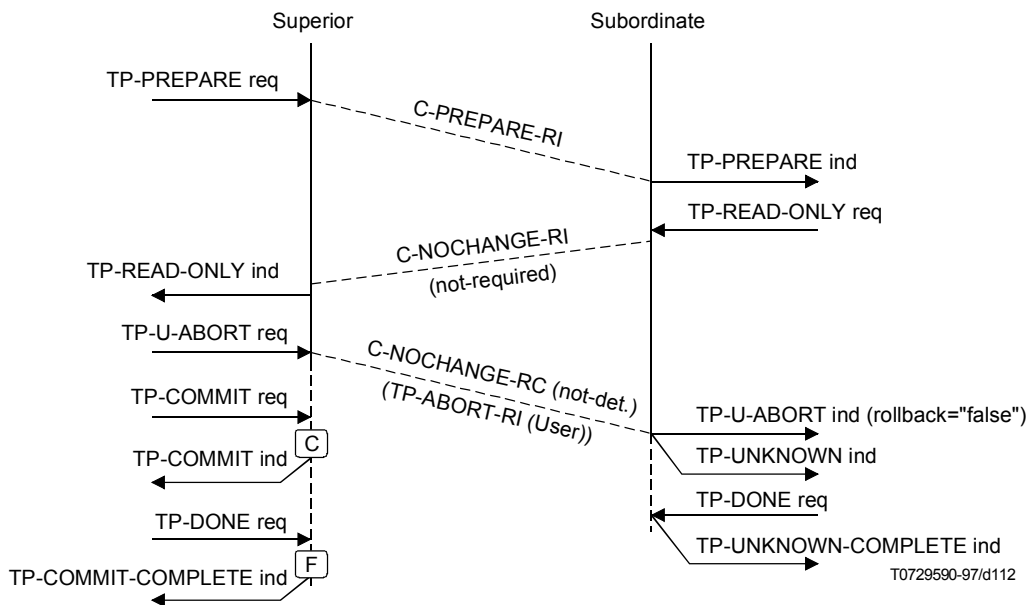 Superior
Subordinate
TP-PREPARE req
C-PREPARE-RI
TP-PREPARE ind
TP-READ-ONLY req
C-NOCHANGE-RI
(not-required)
TP-READ-ONLY ind
TP-U-ABORT req
C-NOCHANGE-RC (not-det.)
(TP-ABORT-RI (User))
TP-COMMIT req
TP-U-ABORT ind (rollback="false")
C
TP-COMMIT ind
TP-UNKNOWN ind
TP-DONE req
TP-DONE req
F
TP-UNKNOWN-COMPLETE ind
TP-COMMIT-COMPLETE ind
T0729590-97/d112